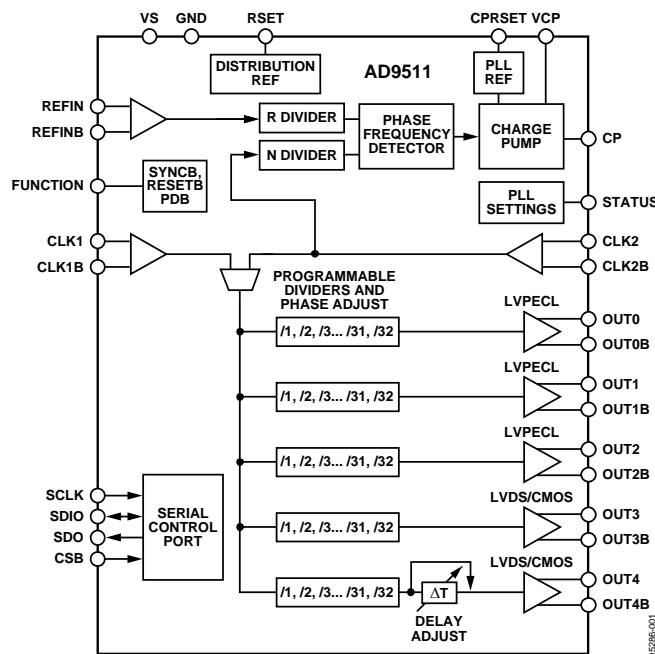 VS GND RSET CPRSET VCP
DISTRIBUTION
REF
AD9511
PLL
REF
REFIN
REFINB
R DIVIDER
N DIVIDER
PHASE
FREQUENCY
DETECTOR
CHARGE
PUMP
CP
FUNCTION
SYNCB,
RESETB
PDB
PLL
SETTINGS
STATUS
CLK1
CLK1B
CLK2
CLK2B
PROGRAMMABLE
DIVIDERS AND
PHASE ADJUST
LVPECL
/1, /2, /3... /31, /32
OUT0
OUT0B
LVPECL
/1, /2, /3... /31, /32
OUT1
OUT1B
LVPECL
/1, /2, /3... /31, /32
OUT2
OUT2B
SCLK
SDIO
SDO
CSB
SERIAL
CONTROL
PORT
LVDS/CMOS
/1, /2, /3... /31, /32
OUT3
OUT3B
LVDS/CMOS
/1, /2, /3... /31, /32
ΔT
DELAY
ADJUST
OUT4
OUT4B
05286-001